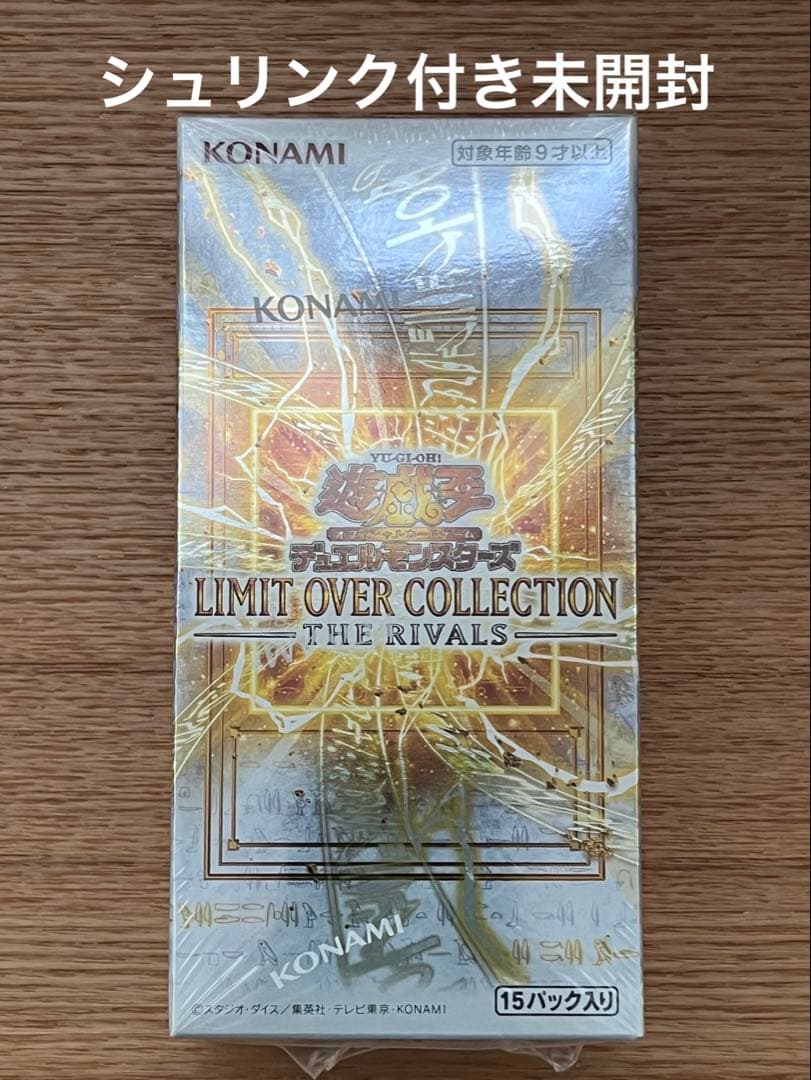 シュリンク付き未開封
KONAMI
対象年齢9才以上
KONAMI
YU-GI-OH!
遊戯王
オフィシャルカードゲーム
デュエルモンスターズ
LIMIT OVER COLLECTION
THE RIVALS
KONAMI
©スタジオ・ダイス/集英社・テレビ東京・KONAMI
15パック入り